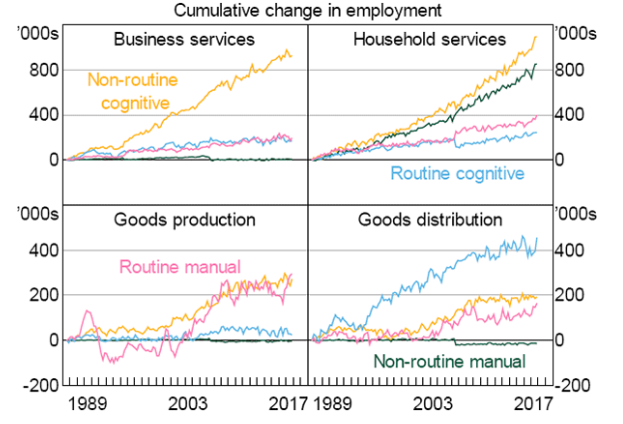 Cumulative change in employment
’000s ’000s
Business services Household services
800 800
Non-routine
cognitive
400 400
0 0
Routine cognitive
’000s ’000s
Goods production Goods distribution
400 400
Routine manual
200 200
0 0
Non-routine manual
-200 -200
1989 2003 2017 1989 2003 2017